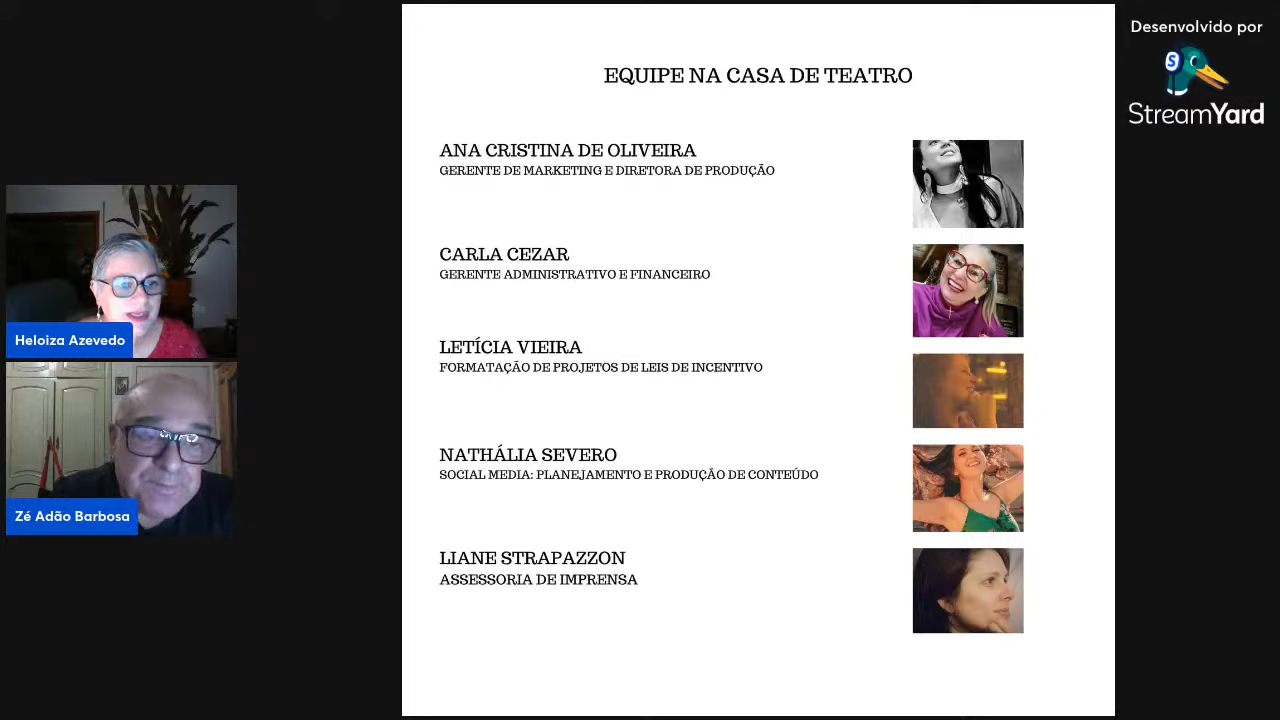 Desenvolvido por
StreamYard
EQUIPE NA CASA DE TEATRO
ANA CRISTINA DE OLIVEIRA
GERENTE DE MARKETING E DIRETORA DE PRODUÇÃO
CARLA CEZAR
GERENTE ADMINISTRATIVO E FINANCEIRO
LETÍCIA VIEIRA
FORMATAÇÃO DE PROJETOS DE LEIS DE INCENTIVO
NATHÁLIA SEVERO
SOCIAL MEDIA: PLANEJAMENTO E PRODUÇÃO DE CONTEÚDO
LIANE STRAPAZZON
ASSESSORIA DE IMPRENSA
Heloiza Azevedo
Zé Adão Barbosa